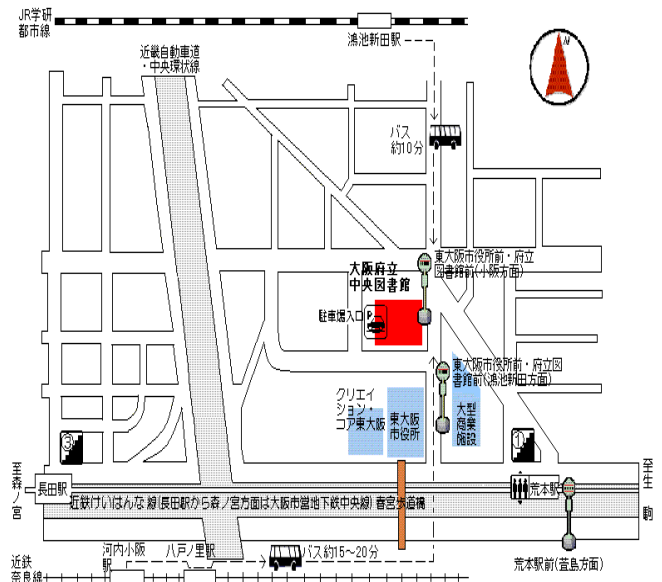 JR学研
都市線
鴻池新田駅
近畿自動車道
・中央環状線
N
バス
約10分
大阪府立
中央図書館
東大阪市役所前・府立
図書館前(小阪方面)
駐車場入口
P
東大阪市役所前・府立図
書館前(鴻池新田方面)
クリエイ
ション・
コア東大阪
東大阪
市役所
大型
商業
施設
③
①
至森ノ宮
長田駅
荒本駅
至生駒
近鉄けいはんな線(長田駅から森ノ宮方面は大阪市営地下鉄中央線)
春宮歩道橋
近鉄
奈良線
河内小阪
駅
八戸ノ里駅
バス約15～20分
荒本駅前(萱島方面)